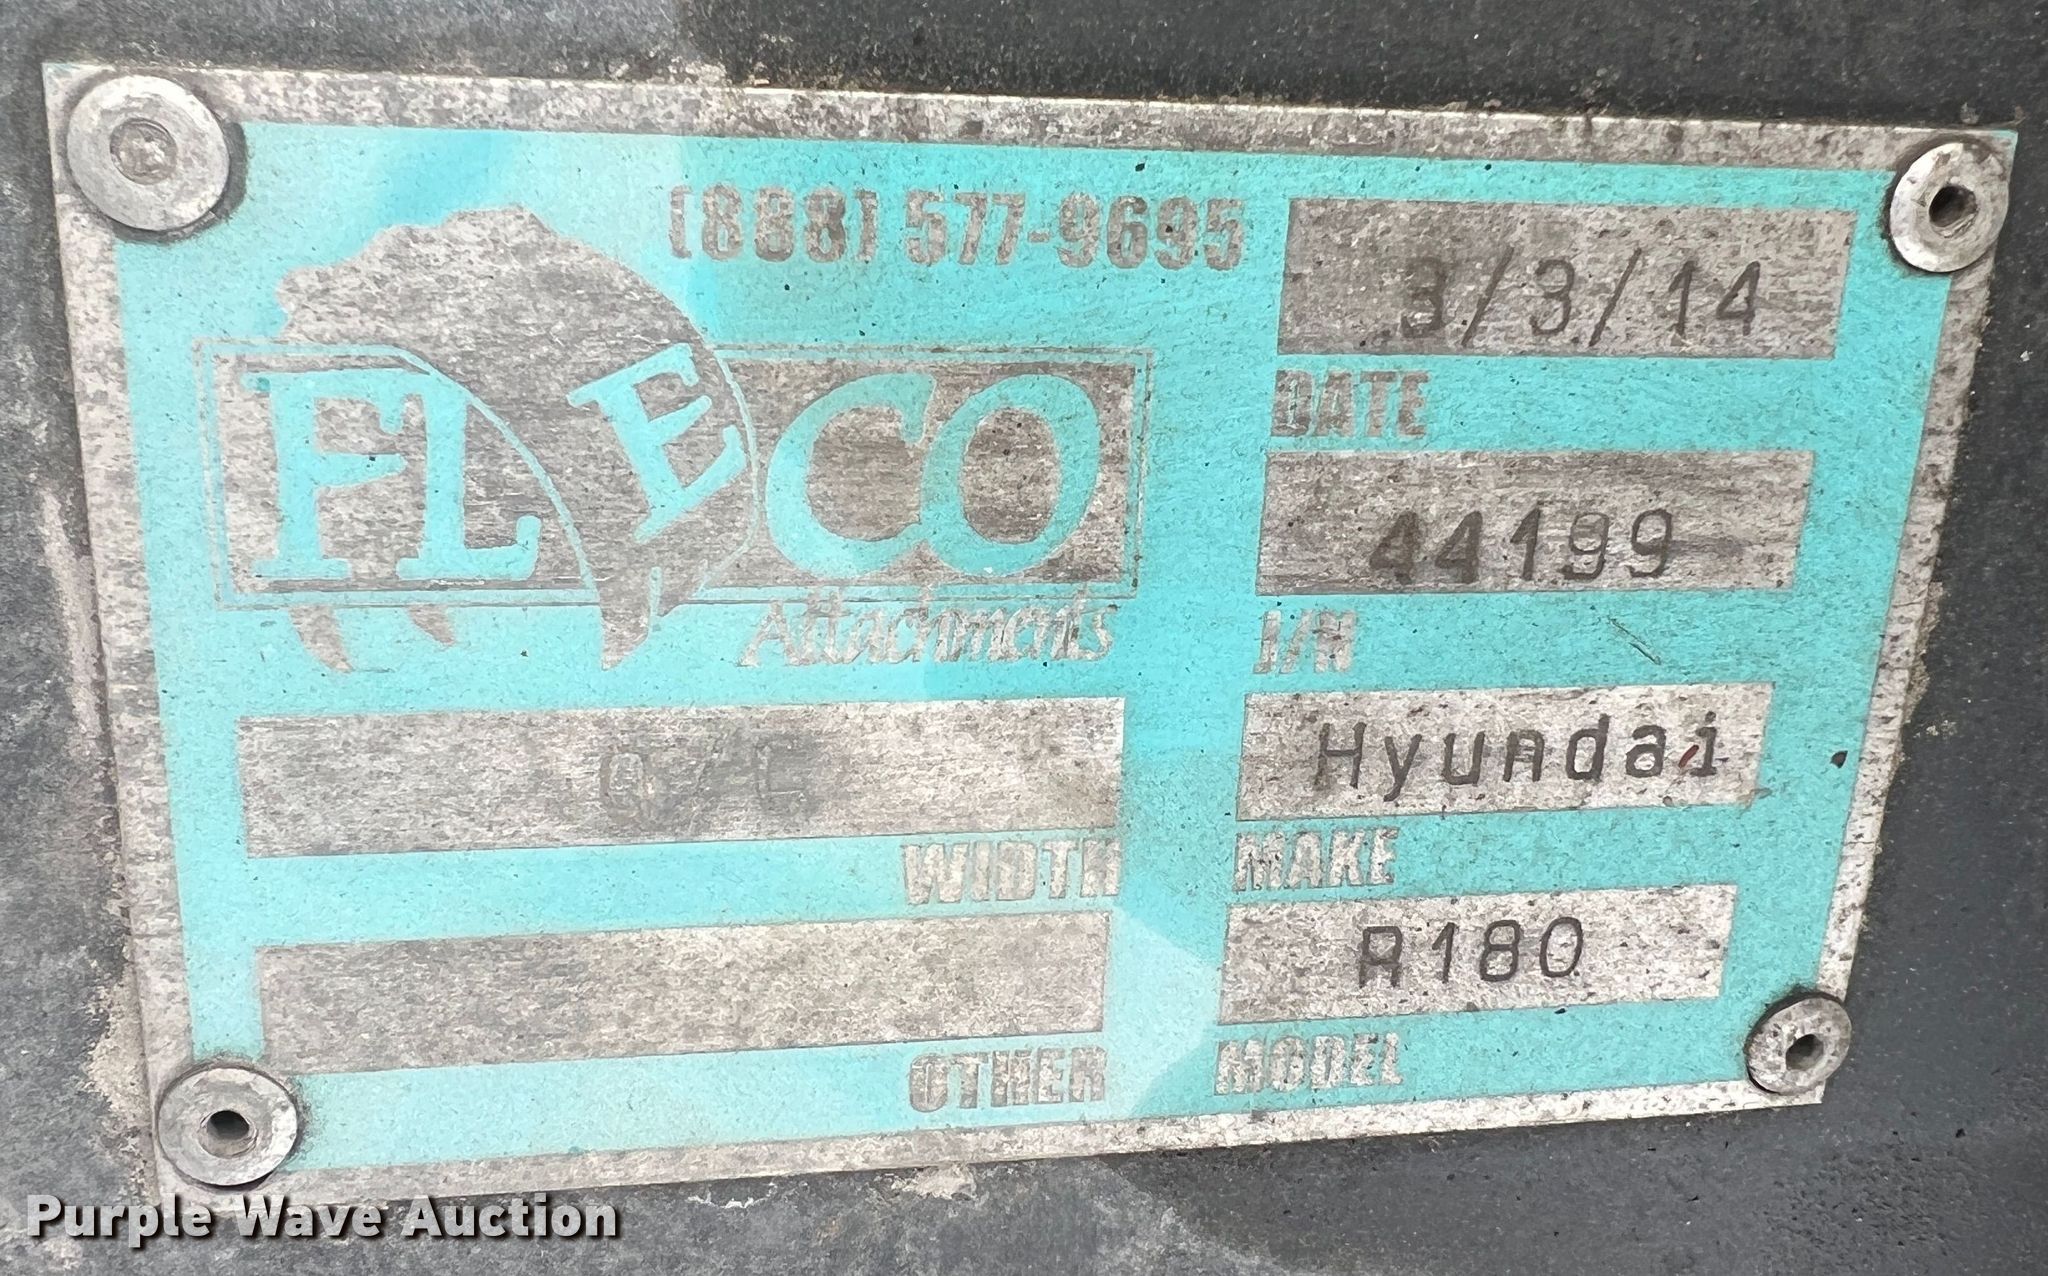 (888) 577-9695
FLECO
Attachments
3/3/14
DATE
44199
J/N
Hyundai
MAKE
R180
MODEL
Q/C
WIDTH
OTHER
Purple Wave Auction